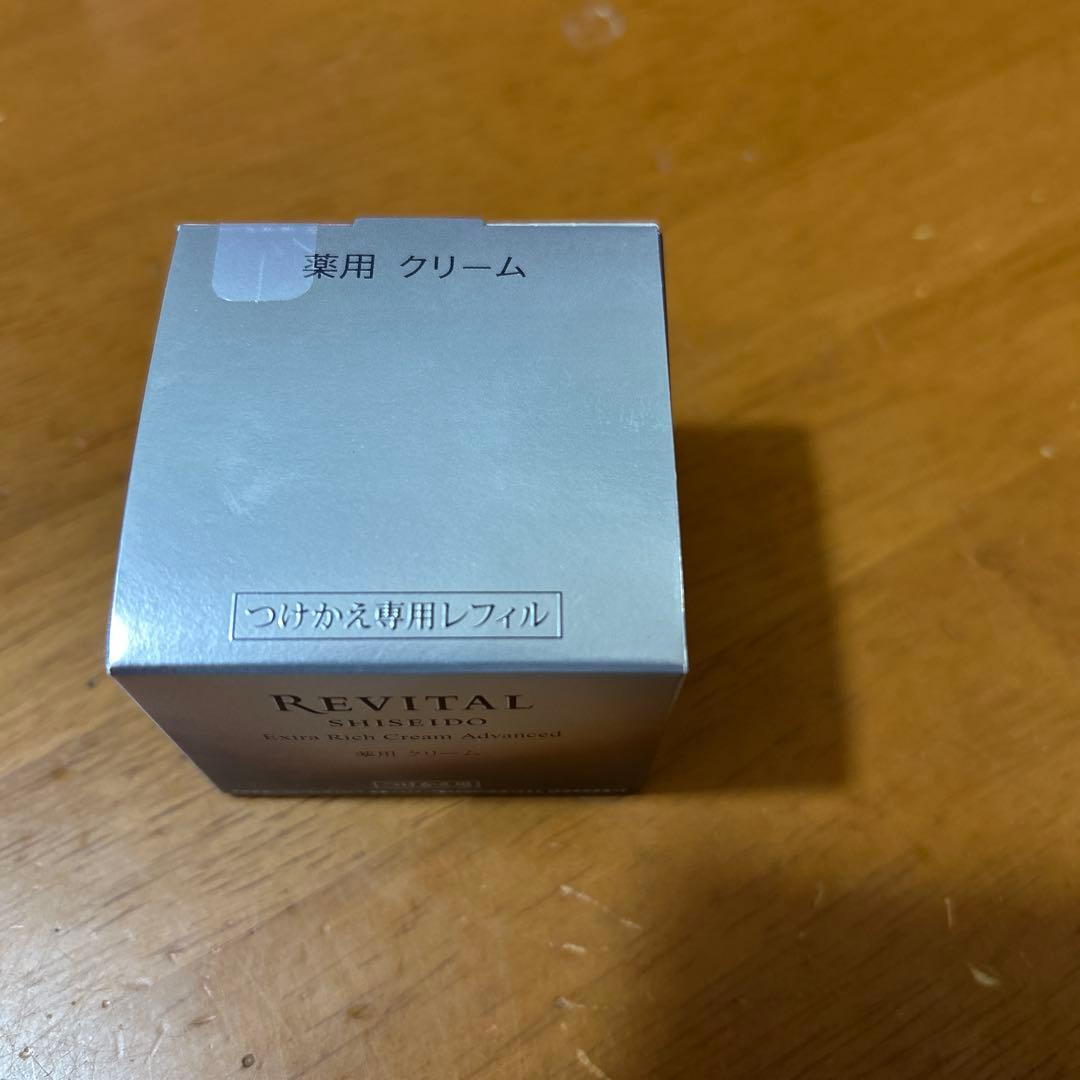 薬用 クリーム
つけかえ専用レフィル
REVITAL
SHISEIDO
Extra Rich Cream Advanced
薬用 クリーム